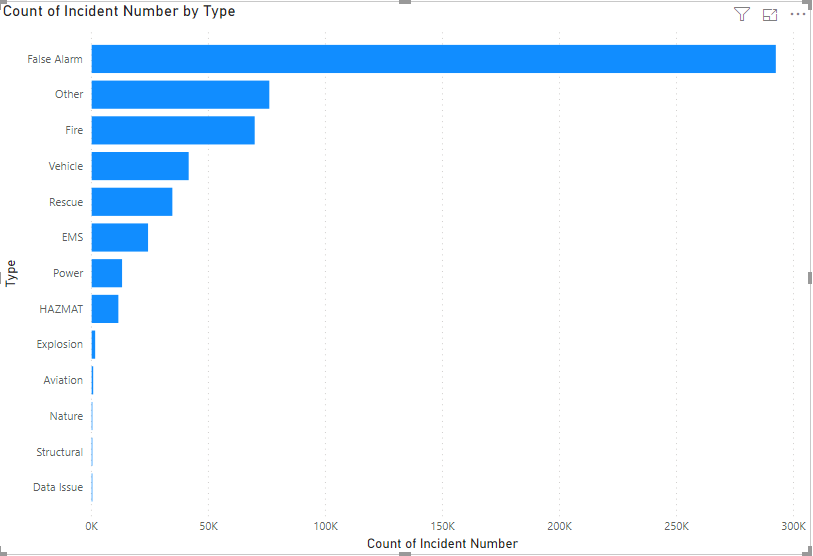 Count of Incident Number by Type
False Alarm
Other
Fire
Vehicle
Rescue
EMS
Power
HAZMAT
Explosion
Aviation
Nature
Structural
Data Issue
Type
0K 50K 100K 150K 200K 250K 300K
Count of Incident Number